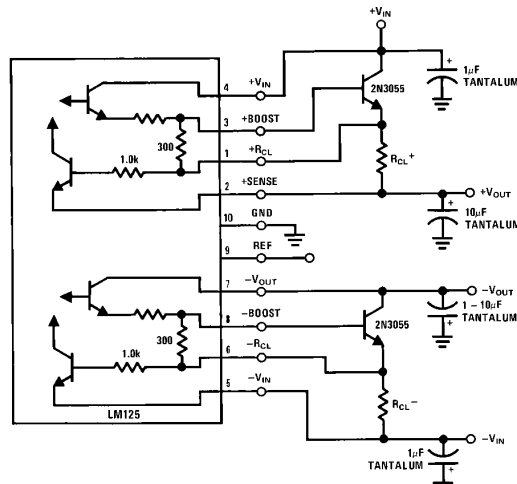 +VIN
4
+VIN
+
1μF
TANTALUM
2N3055
3
+BOOST
300
1
+RCL
1.0k
RCL+
2
+SENSE
+VOUT
10
GND
+
10μF
TANTALUM
9
REF
7
-VOUT
-VOUT
8
-BOOST
2N3055
1 – 10μF
TANTALUM
+
300
6
-RCL
1.0k
5
-VIN
RCL-
LM125
-VIN
1μF
TANTALUM
+